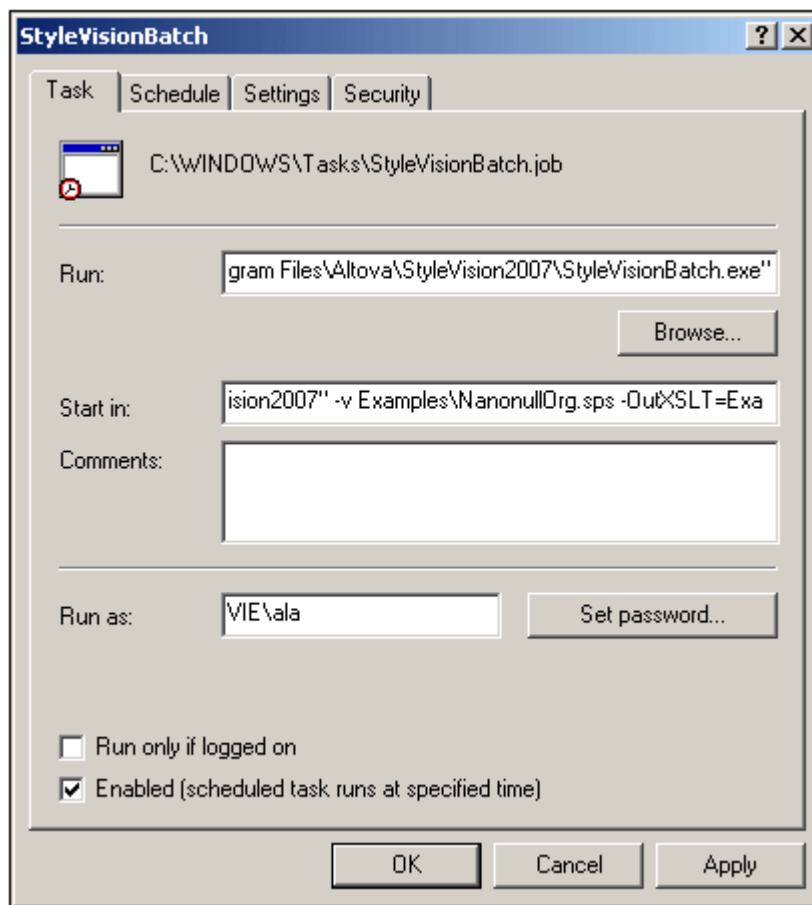 StyleVisionBatch
Task Schedule Settings Security
C:\WINDOWS\Tasks\StyleVisionBatch.job
Run: gram Files\Altova\StyleVision2007\StyleVisionBatch.exe"
Browse...
Start in: ision2007" -v Examples\NanonullOrg.sps -OutXSLT=Exa
Comments:
Run as: VIE\ala Set password...
Run only if logged on
Enabled (scheduled task runs at specified time)
OK Cancel Apply